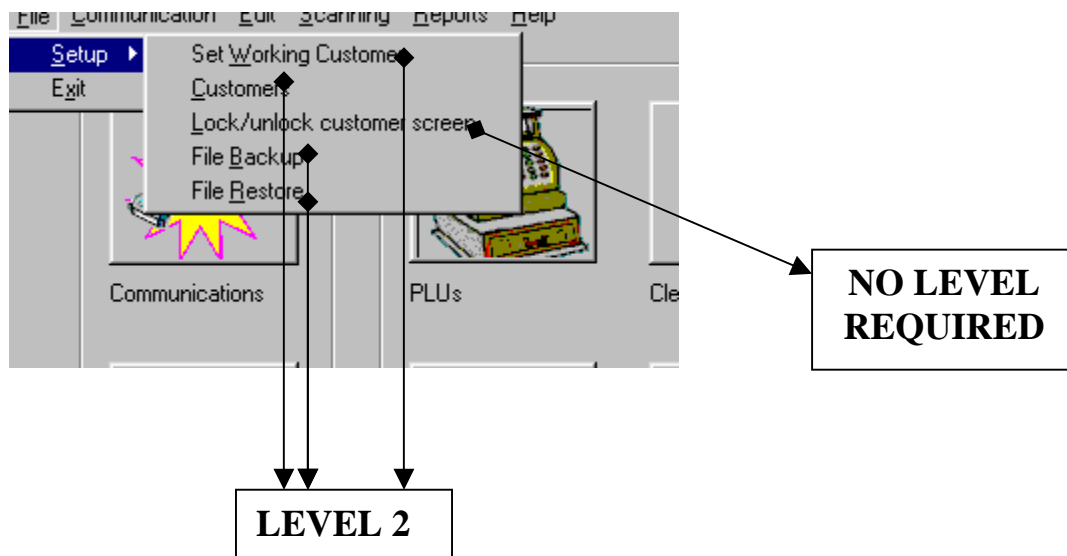 File Communication Edit Scanning Reports Help
Setup Set Working Customer
Exit Customers
Lock/unlock customer screen
File Backup
File Restore
Communications PLUs Cle
NO LEVEL
REQUIRED
LEVEL 2